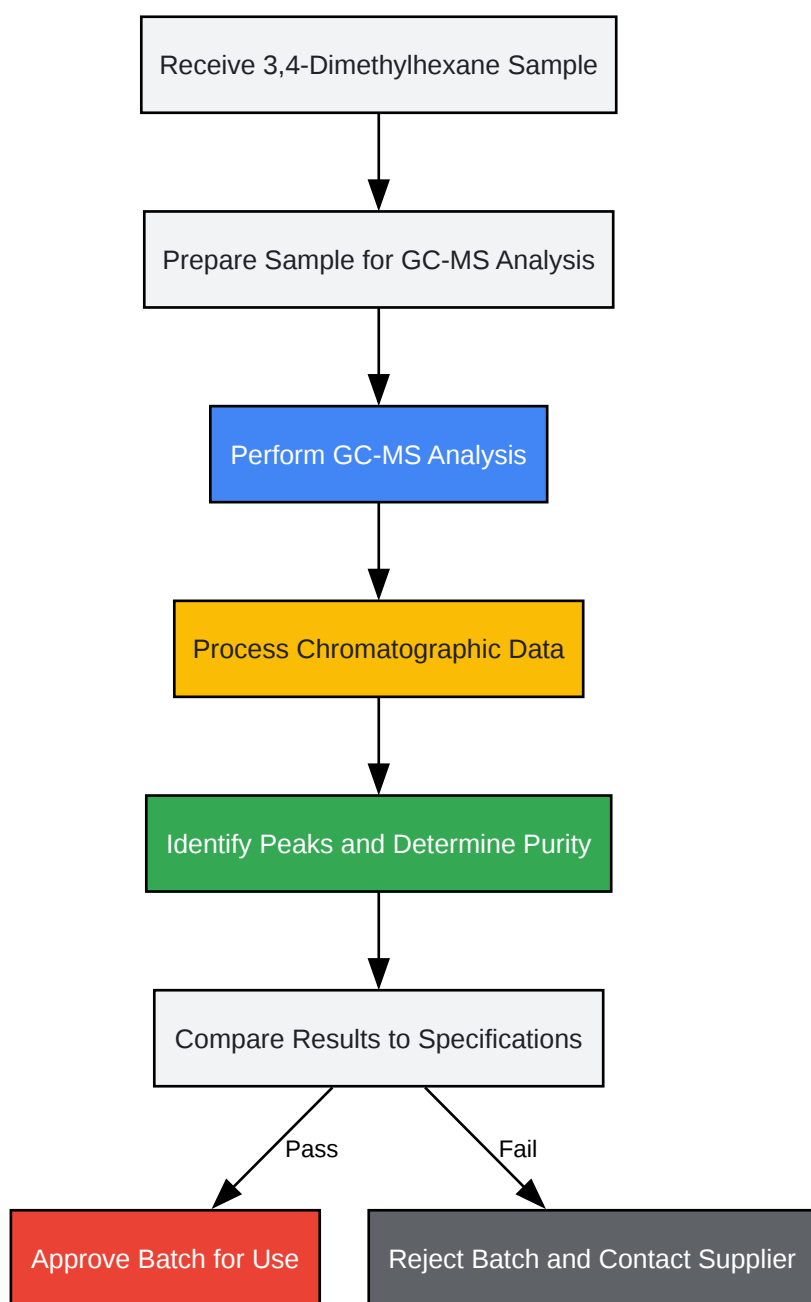 Receive 3,4-Dimethylhexane Sample
Prepare Sample for GC-MS Analysis
Perform GC-MS Analysis
Process Chromatographic Data
Identify Peaks and Determine Purity
Compare Results to Specifications
Pass
Fail
Approve Batch for Use
Reject Batch and Contact Supplier